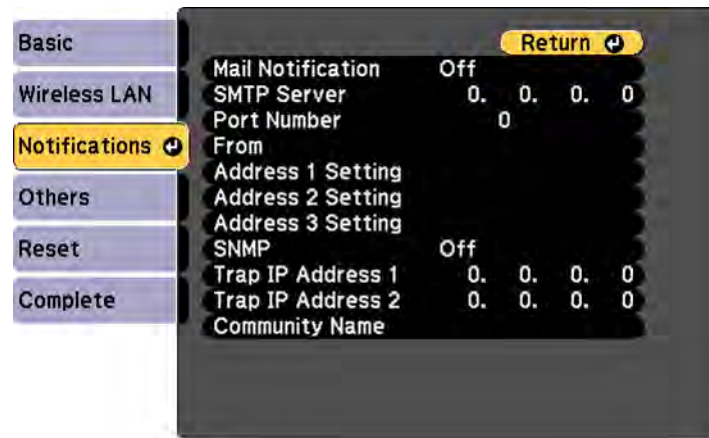 Basic
Wireless LAN
Notifications
Others
Reset
Complete
Return
Mail Notification Off
SMTP Server 0. 0. 0. 0
Port Number 0
From
Address 1 Setting
Address 2 Setting
Address 3 Setting
SNMP Off
Trap IP Address 1 0. 0. 0. 0
Trap IP Address 2 0. 0. 0. 0
Community Name